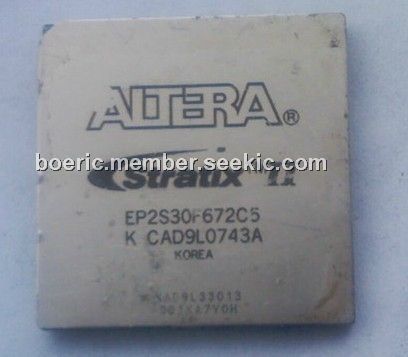 ALTERA®
boeric.member.seekic.com
Stratix II
EP2S30F672C5
K CAD9L0743A
KOREA